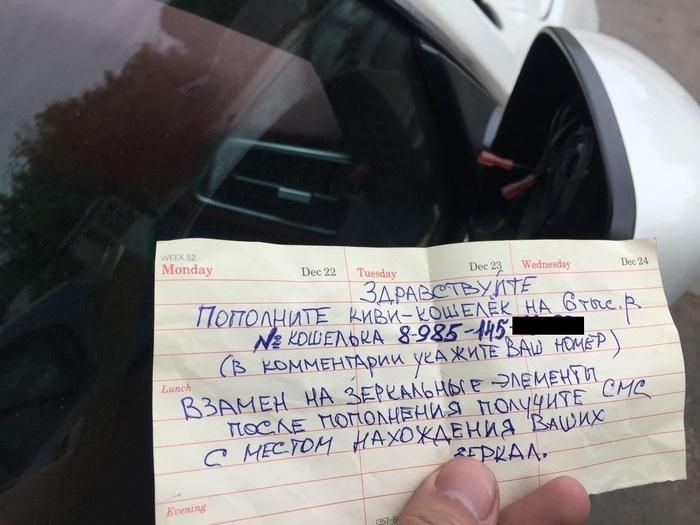 WEEK 52
Monday Dec 22 Tuesday Dec 23 Wednesday Dec 24
ЗДРАВСТВУЙТЕ
ПОПОЛНИТЕ КИВИ-КОШЕЛЁК НА 6 тыс. р
№ КОШЕЛЬКА 8-985-145-
(В КОММЕНТАРИИ УКАЖИТЕ ВАШ НОМЕР)
Lunch
ВЗАМЕН НА ЗЕРКАЛЬНЫЕ ЭЛЕМЕНТЫ
ПОСЛЕ ПОПОЛНЕНИЯ ПОЛУЧИТЕ СМС
С МЕСТОМ НАХОЖДЕНИЯ ВАШИХ
ЗЕРКАЛ.
Evening